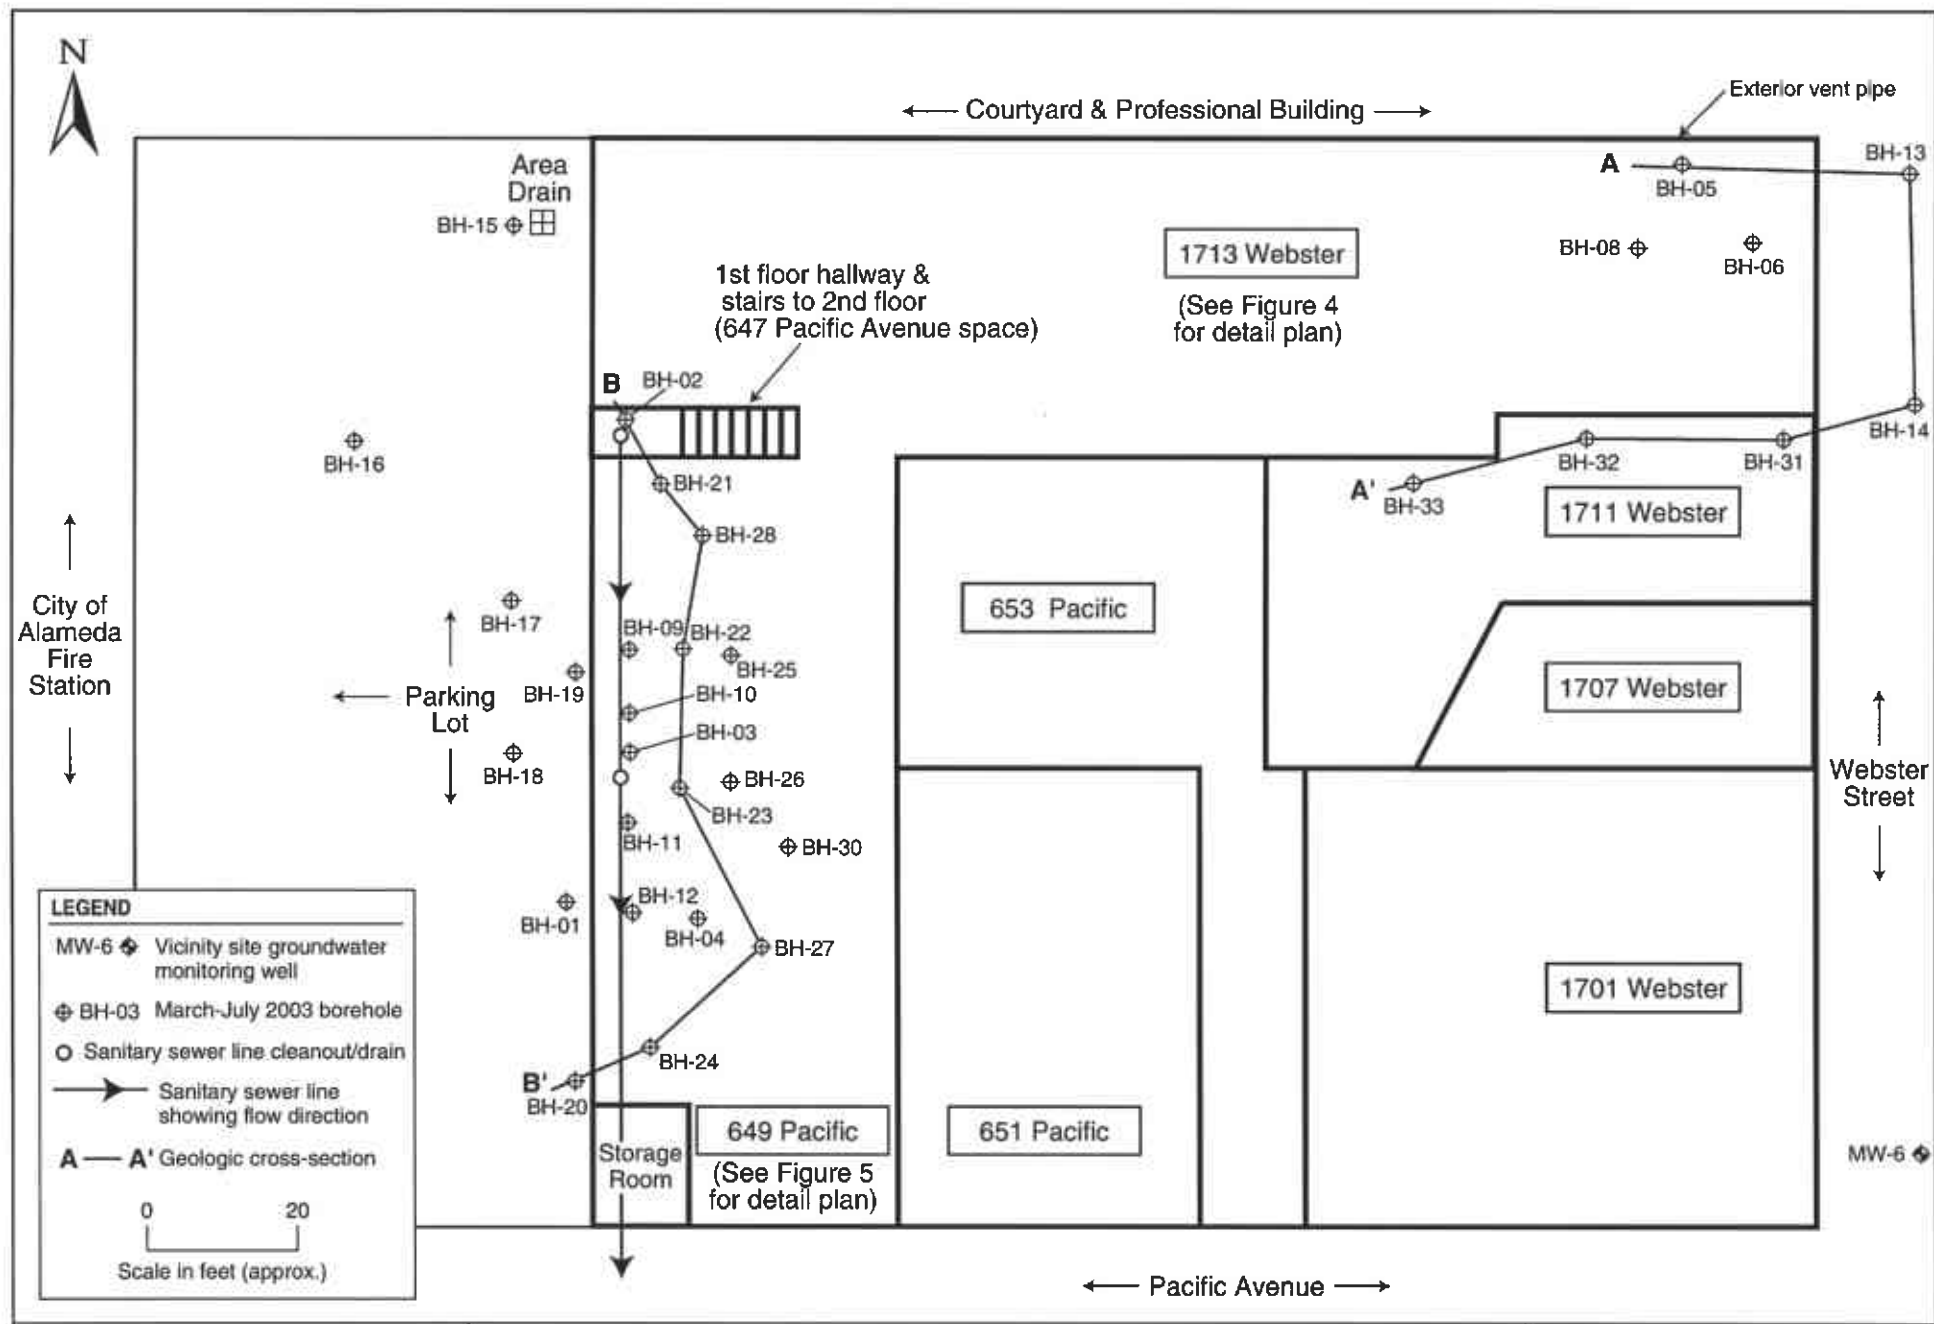 N
Courtyard & Professional Building
Exterior vent pipe
BH-13
Area
Drain
A
BH-05
BH-15
1713 Webster
BH-08
BH-06
1st floor hallway &
stairs to 2nd floor
(647 Pacific Avenue space)
(See Figure 4
for detail plan)
B
BH-02
BH-16
BH-14
BH-32
BH-31
BH-21
A'
BH-33
1711 Webster
BH-28
City of
Alameda
Fire
Station
653 Pacific
BH-17
BH-09
BH-22
BH-25
BH-19
BH-10
Parking
Lot
1707 Webster
BH-03
BH-18
BH-26
Webster
Street
BH-23
BH-11
BH-30
BH-12
BH-01
BH-04
BH-27
1701 Webster
BH-24
B'
BH-20
649 Pacific
651 Pacific
Storage
Room
(See Figure 5
for detail plan)
MW-6
Pacific Avenue
LEGEND
MW-6 Vicinity site groundwater
monitoring well
BH-03 March-July 2003 borehole
Sanitary sewer line cleanout/drain
Sanitary sewer line
showing flow direction
A — A' Geologic cross-section
0 20
Scale in feet (approx.)